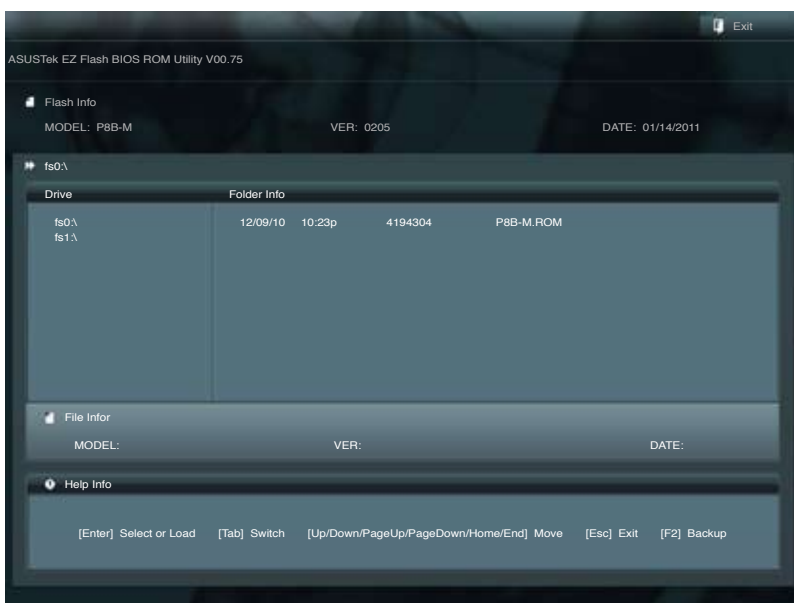 Exit
ASUSTek EZ Flash BIOS ROM Utility V00.75
Flash Info
MODEL: P8B-M VER: 0205 DATE: 01/14/2011
fs0:\
Drive Folder Info
fs0:\ 12/09/10 10:23p 4194304 P8B-M.ROM
fs1:\
File Infor
MODEL: VER: DATE:
Help Info
[Enter] Select or Load [Tab] Switch [Up/Down/PageUp/PageDown/Home/End] Move [Esc] Exit [F2] Backup